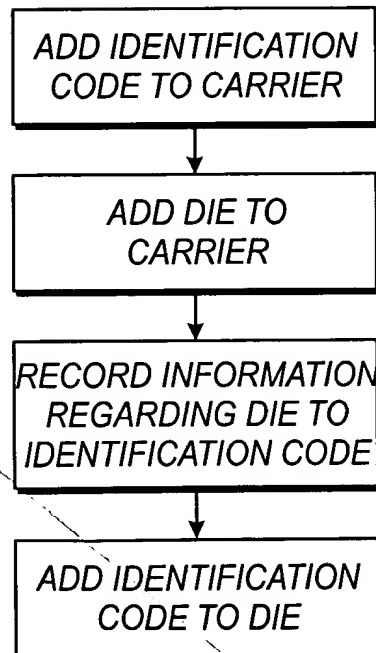 ADD IDENTIFICATION
CODE TO CARRIER
ADD DIE TO
CARRIER
RECORD INFORMATION
REGARDING DIE TO
IDENTIFICATION CODE
ADD IDENTIFICATION
CODE TO DIE